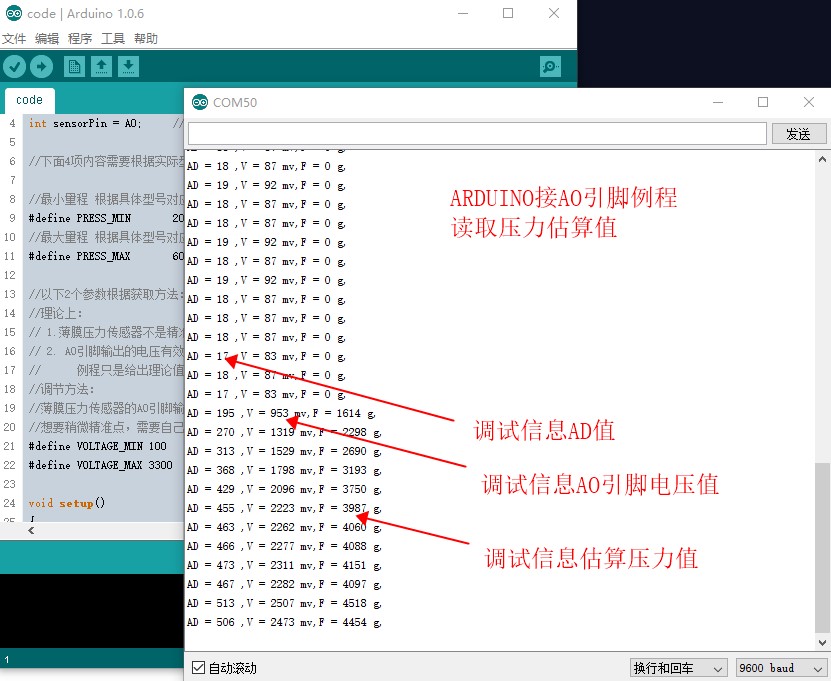 code | Arduino 1.0.6
文件 编辑 程序 工具 帮助
code
4 int sensorPin = A0; //
5
6 //下面4项内容需要根据实际
7
8 //最小量程 根据具体型号对
9 #define PRESS_MIN 20
10 //最大量程 根据具体型号对
11 #define PRESS_MAX 60
12
13 //以下2个参数根据获取方法:
14 //理论上:
15 // 1.薄膜压力传感器不是精
16 // 2. AO引脚输出的电压有效
17 // 例程只是给出理论值
18 //调节方法:
19 //薄膜压力传感器的AO引脚输
20 //想要稍微精准点，需要自己
21 #define VOLTAGE_MIN 100
22 #define VOLTAGE_MAX 3300
23
24 void setup()
25 {
1
COM50
发送
AD = 18 ,V = 87 mv,F = 0 g,
AD = 19 ,V = 92 mv,F = 0 g,
AD = 18 ,V = 87 mv,F = 0 g,
AD = 18 ,V = 87 mv,F = 0 g,
AD = 19 ,V = 92 mv,F = 0 g,
AD = 18 ,V = 87 mv,F = 0 g,
AD = 19 ,V = 92 mv,F = 0 g,
AD = 18 ,V = 87 mv,F = 0 g,
AD = 18 ,V = 87 mv,F = 0 g,
AD = 18 ,V = 87 mv,F = 0 g,
AD = 17 ,V = 83 mv,F = 0 g,
AD = 18 ,V = 87 mv,F = 0 g,
AD = 17 ,V = 83 mv,F = 0 g,
AD = 195 ,V = 953 mv,F = 1614 g,
AD = 270 ,V = 1319 mv,F = 2298 g,
AD = 313 ,V = 1529 mv,F = 2690 g,
AD = 368 ,V = 1798 mv,F = 3193 g,
AD = 429 ,V = 2096 mv,F = 3750 g,
AD = 455 ,V = 2223 mv,F = 3987 g,
AD = 463 ,V = 2262 mv,F = 4060 g,
AD = 466 ,V = 2277 mv,F = 4088 g,
AD = 473 ,V = 2311 mv,F = 4151 g,
AD = 467 ,V = 2282 mv,F = 4097 g,
AD = 513 ,V = 2507 mv,F = 4518 g,
AD = 506 ,V = 2473 mv,F = 4454 g,
ARDUINO接AO引脚例程
读取压力估算值
调试信息AD值
调试信息AO引脚电压值
调试信息估算压力值
自动滚动
换行和回车
9600 baud